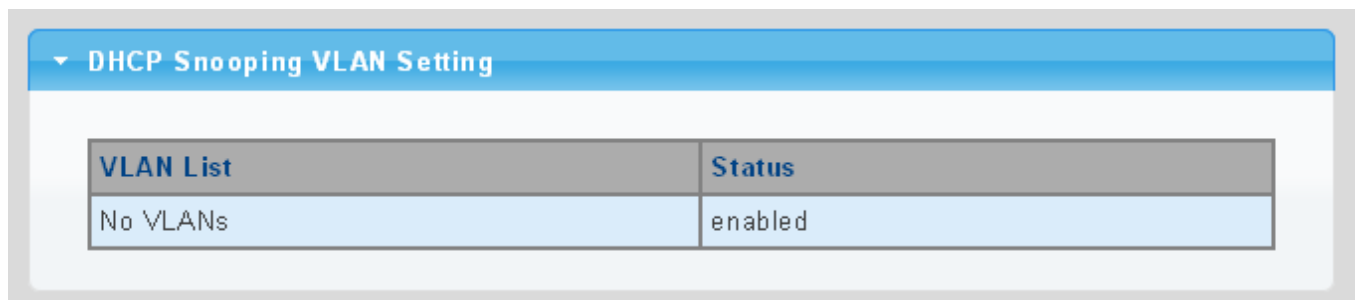 DHCP Snooping VLAN Setting
VLAN List Status
No VLANs enabled